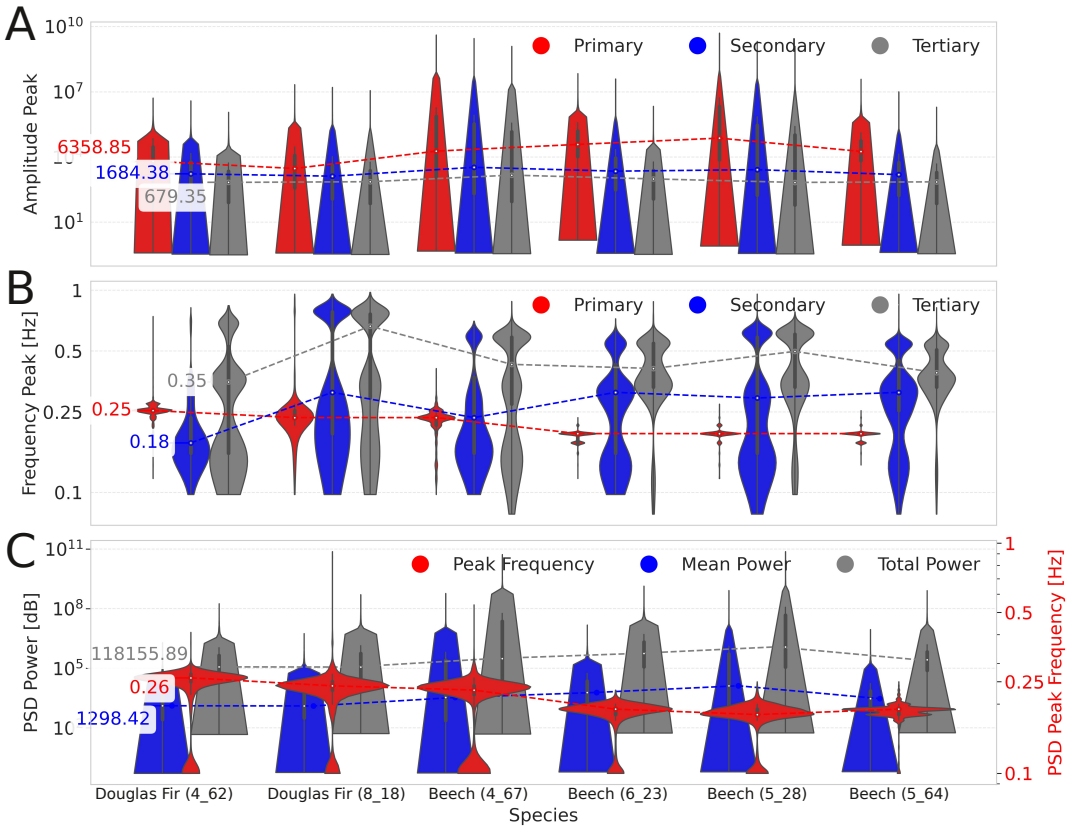 A
Amplitude Peak
10^10
10^7
10^1
Primary
Secondary
Tertiary
6358.85
1684.38
679.35
B
Frequency Peak [Hz]
1
0.5
0.25
0.1
Primary
Secondary
Tertiary
0.35
0.25
0.18
C
PSD Power [dB]
10^11
10^8
10^5
Peak Frequency
Mean Power
Total Power
118155.89
0.26
1298.42
PSD Peak Frequency [Hz]
1
0.5
0.25
0.1
Douglas Fir (4_62)
Douglas Fir (8_18)
Beech (4_67)
Beech (6_23)
Beech (5_28)
Beech (5_64)
Species